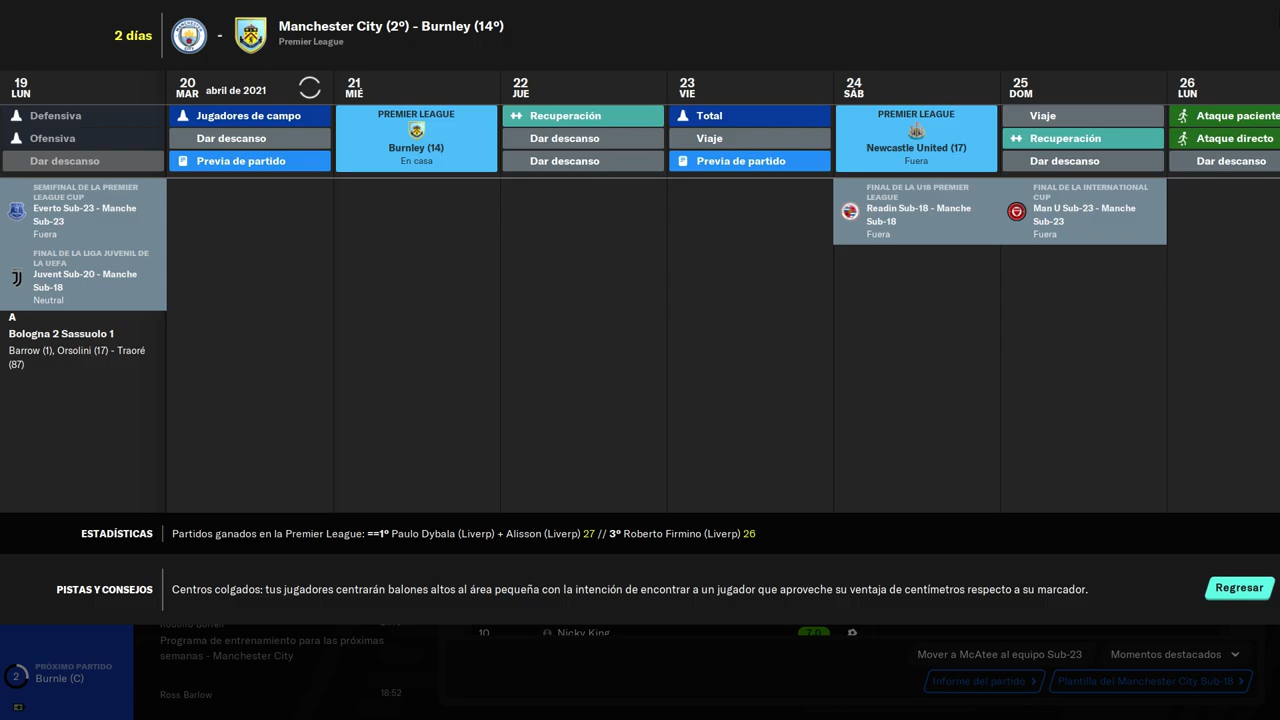 2 días
Manchester City (2º) - Burnley (14º)
Premier League
19
LUN
20
MAR
abril de 2021
21
MIÉ
22
JUE
23
VIE
24
SÁB
25
DOM
26
LUN
Defensiva
Ofensiva
Dar descanso
Jugadores de campo
Dar descanso
Previa de partido
PREMIER LEAGUE
Burnley (14)
En casa
Recuperación
Dar descanso
Dar descanso
Total
Viaje
Previa de partido
PREMIER LEAGUE
Newcastle United (17)
Fuera
Viaje
Recuperación
Dar descanso
Ataque paciente
Ataque directo
Dar descanso
SEMIFINAL DE LA PREMIER
LEAGUE CUP
Everto Sub-23 - Manche
Sub-23
Fuera
FINAL DE LA LIGA JUVENIL DE
LA UEFA
Juvent Sub-20 - Manche
Sub-18
Neutral
A
Bologna 2 Sassuolo 1
Barrow (1), Orsolini (17) - Traoré
(87)
FINAL DE LA U18 PREMIER
LEAGUE
Readin Sub-18 - Manche
Sub-18
Fuera
FINAL DE LA INTERNATIONAL
CUP
Man U Sub-23 - Manche
Sub-23
Fuera
ESTADÍSTICAS
Partidos ganados en la Premier League: ==1º Paulo Dybala (Liverp) + Alisson (Liverp) 27 // 3º Roberto Firmino (Liverp) 26
PISTAS Y CONSEJOS
Centros colgados: tus jugadores centrarán balones altos al área pequeña con la intención de encontrar a un jugador que aproveche su ventaja de centímetros respecto a su marcador.
Regresar
10
Nicky King
7.0
Programa de entrenamiento para las próximas
semanas - Manchester City
Mover a McAtee al equipo Sub-23
Momentos destacados
2
PRÓXIMO PARTIDO
Burnle (C)
Informe del partido
Plantilla del Manchester City Sub-18
Ross Barlow
18:52